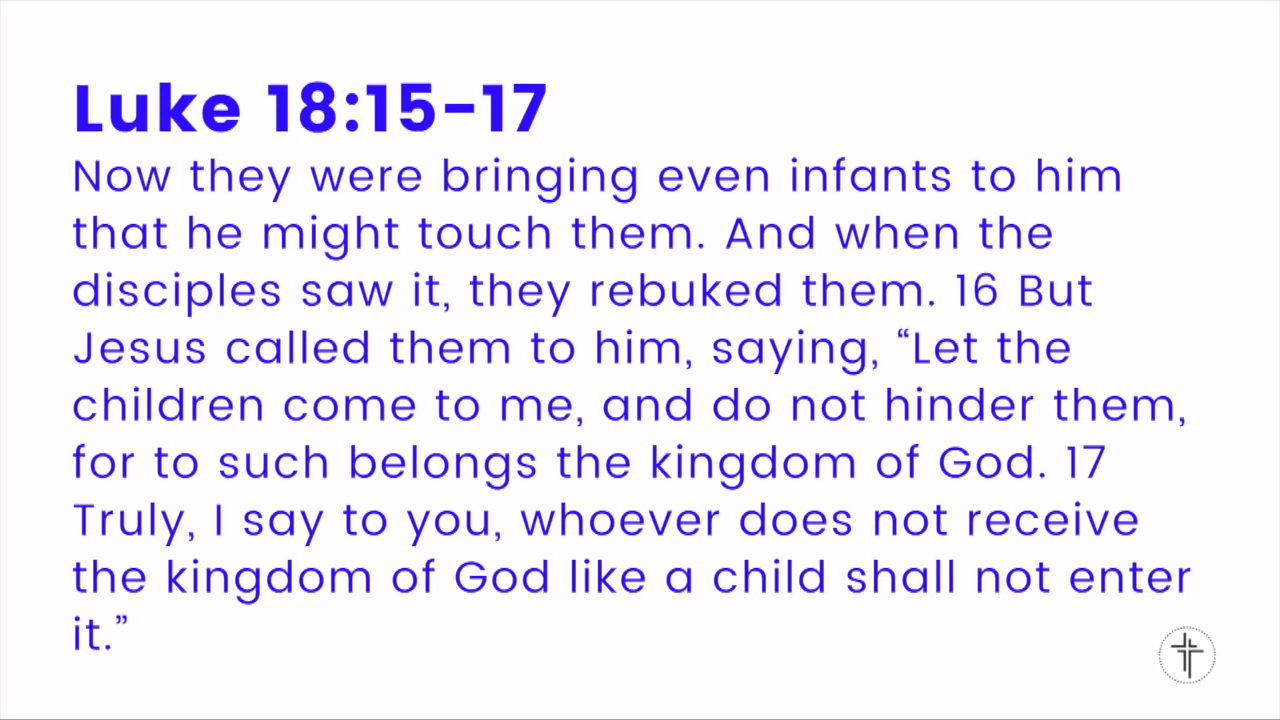 Luke 18:15-17
Now they were bringing even infants to him
that he might touch them. And when the
disciples saw it, they rebuked them. 16 But
Jesus called them to him, saying, “Let the
children come to me, and do not hinder them,
for to such belongs the kingdom of God. 17
Truly, I say to you, whoever does not receive
the kingdom of God like a child shall not enter
it.”